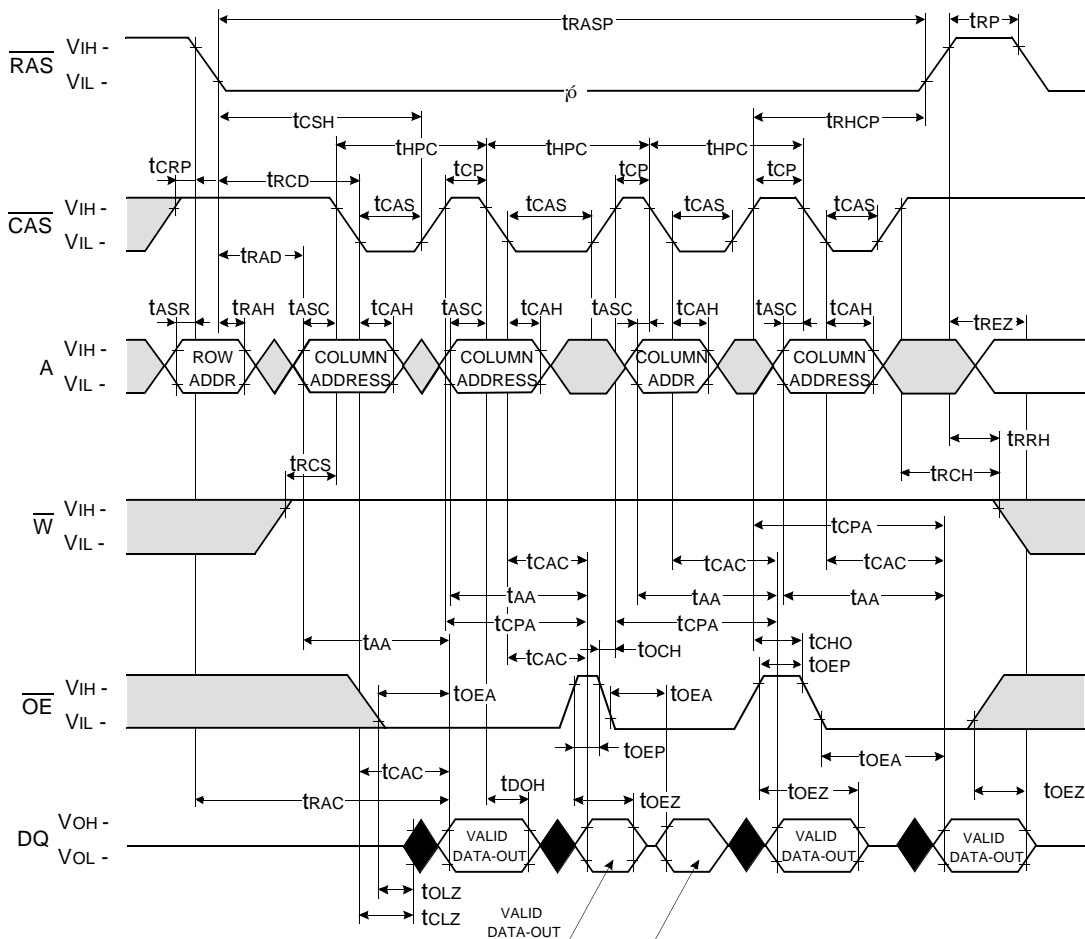 tRASP tRP
RAS VIH -
VIL -
¡ó
tCSH tRHCP
tHPC tHPC tHPC
tCRP tRCD tCP tCP tCP
CAS VIH -
VIL -
tCAS tCAS tCAS tCAS
tRAD
tASR tRAH tASC tCAH tASC tCAH tASC tCAH tASC tCAH tREZ
A VIH -
VIL -
ROW ADDR
COLUMN ADDRESS
COLUMN ADDRESS
COLUMN ADDR
COLUMN ADDRESS
tRRH
tRCS tRCH
W VIH -
VIL -
tCPA
tCAC tCAC tCAC
tAA tAA tAA
tCPA tCPA
tAA tCHO
tCAC tOCH tOEP
OE VIH -
VIL -
tOEA tOEA
tOEP tOEA
tCAC tDOH
tRAC tOEZ tOEZ tOEZ
DQ VOH -
VOL -
VALID DATA-OUT
VALID DATA-OUT
VALID DATA-OUT
tOLZ
tCLZ
VALID
DATA-OUT